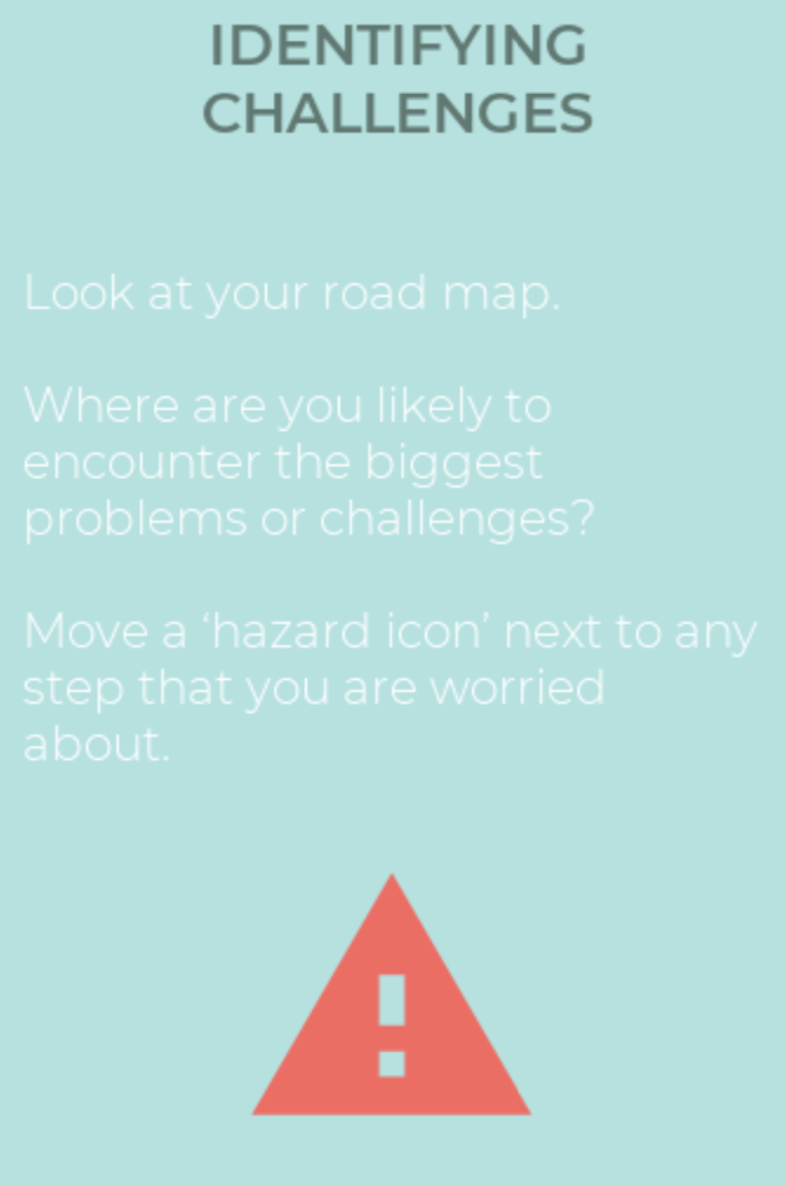 IDENTIFYING
CHALLENGES
Look at your road map.
Where are you likely to
encounter the biggest
problems or challenges?
Move a ‘hazard icon’ next to any
step that you are worried
about.